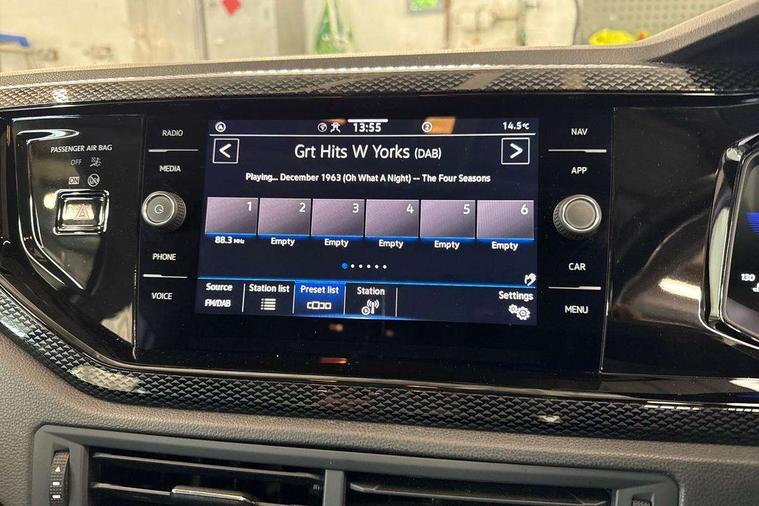 PASSENGER AIR BAG
OFF
ON
RADIO
MEDIA
PHONE
VOICE
13:55
2
14.5°C
Grt Hits W Yorks (DAB)
Playing... December 1963 (Oh What A Night) -- The Four Seasons
1 2 3 4 5 6
88.3 MHz Empty Empty Empty Empty Empty
Source Station list Preset list Station Settings
FM/DAB
NAV
APP
CAR
MENU
130